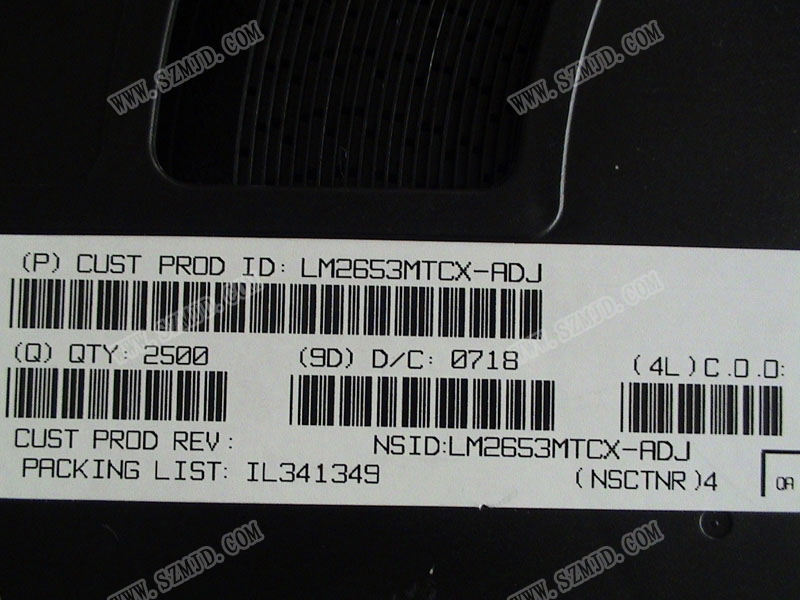 WWW.SZMJD.COM
WWW.SZMJD.COM
(P) CUST PROD ID: LM2653MTCX-ADJ
WWW.SZMJD.COM
WWW.SZMJD.COM
(Q) QTY: 2500 (9D) D/C: 0718 (4L)C.O.O:
CUST PROD REV: NSID:LM2653MTCX-ADJ
PACKING LIST: IL341349 (NSCTNR)4 QA
WWW.SZMJD.COM
WWW.SZMJD.COM